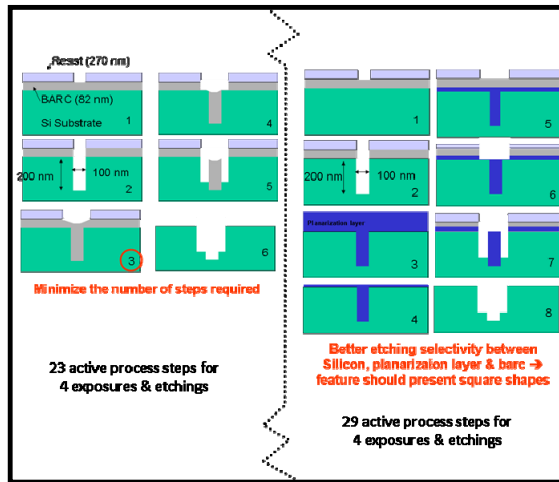 Resist (270 nm)
BARC (82 nm)
Si Substrate
1
4
200 nm
100 nm
2
5
3
6
Minimize the number of steps required
23 active process steps for
4 exposures & etchings
1
5
200 nm
100 nm
2
6
Planarization layer
3
7
4
8
Better etching selectivity between
Silicon, planarizaion layer & barc →
feature should present square shapes
29 active process steps for
4 exposures & etchings